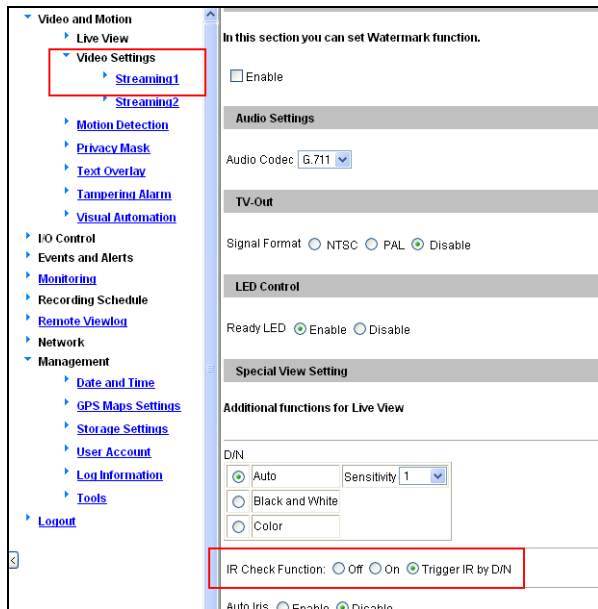 Video and Motion
Live View
Video Settings
Streaming1
Streaming2
Motion Detection
Privacy Mask
Text Overlay
Tampering Alarm
Visual Automation
I/O Control
Events and Alerts
Monitoring
Recording Schedule
Remote Viewlog
Network
Management
Date and Time
GPS Maps Settings
Storage Settings
User Account
Log Information
Tools
Logout
In this section you can set Watermark function.
Enable
Audio Settings
Audio Codec G.711
TV-Out
Signal Format NTSC PAL Disable
LED Control
Ready LED Enable Disable
Special View Setting
Additional functions for Live View
D/N
Auto Sensitivity 1
Black and White
Color
IR Check Function: Off On Trigger IR by D/N
Auto Iris Enable Disable